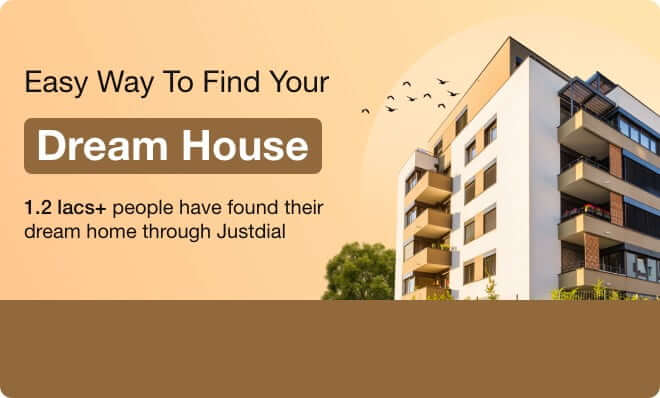 Easy Way To Find Your
Dream House
1.2 lacs+ people have found their
dream home through Justdial